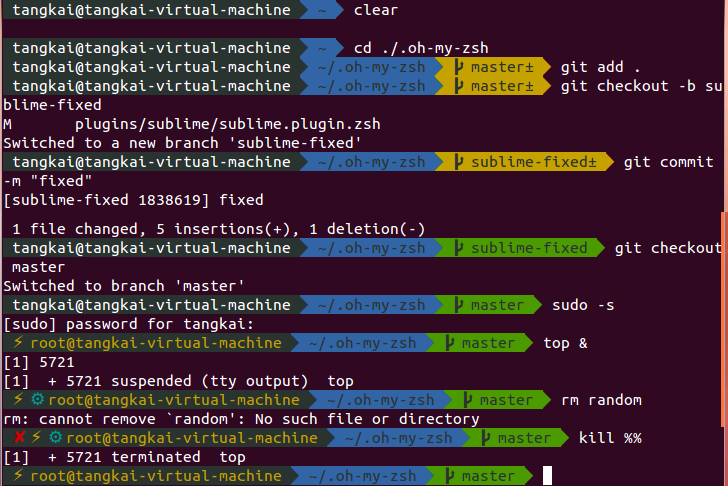 tangkai@tangkai-virtual-machine ~ clear
tangkai@tangkai-virtual-machine ~ cd ./.oh-my-zsh
tangkai@tangkai-virtual-machine ~/.oh-my-zsh master± git add .
tangkai@tangkai-virtual-machine ~/.oh-my-zsh master± git checkout -b su
blime-fixed
M       plugins/sublime/sublime.plugin.zsh
Switched to a new branch 'sublime-fixed'
tangkai@tangkai-virtual-machine ~/.oh-my-zsh sublime-fixed± git commit
-m "fixed"
[sublime-fixed 1838619] fixed
1 file changed, 5 insertions(+), 1 deletion(-)
tangkai@tangkai-virtual-machine ~/.oh-my-zsh sublime-fixed git checkout
master
Switched to branch 'master'
tangkai@tangkai-virtual-machine ~/.oh-my-zsh master sudo -s
[sudo] password for tangkai:
⚡ root@tangkai-virtual-machine ~/.oh-my-zsh master top &
[1] 5721
[1]  + 5721 suspended (tty output)  top
⚡ ⚙ root@tangkai-virtual-machine ~/.oh-my-zsh master rm random
rm: cannot remove `random': No such file or directory
✘ ⚡ ⚙ root@tangkai-virtual-machine ~/.oh-my-zsh master kill %%
[1]  + 5721 terminated  top
⚡ root@tangkai-virtual-machine ~/.oh-my-zsh master